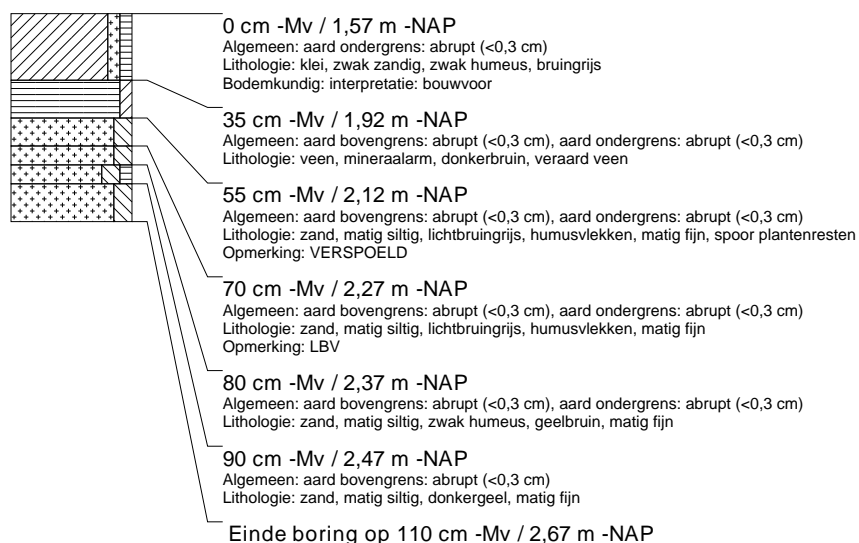 0 cm -Mv / 1,57 m -NAP
Algemeen: aard ondergrens: abrupt (<0,3 cm)
Lithologie: klei, zwak zandig, zwak humeus, bruingrijs
Bodemkundig: interpretatie: bouwvoor
35 cm -Mv / 1,92 m -NAP
Algemeen: aard bovengrens: abrupt (<0,3 cm), aard ondergrens: abrupt (<0,3 cm)
Lithologie: veen, mineraalarm, donkerbruin, veraard veen
55 cm -Mv / 2,12 m -NAP
Algemeen: aard bovengrens: abrupt (<0,3 cm), aard ondergrens: abrupt (<0,3 cm)
Lithologie: zand, matig siltig, lichtbruingrijs, humusvlekken, matig fijn, spoor plantenresten
Opmerking: VERSPOELD
70 cm -Mv / 2,27 m -NAP
Algemeen: aard bovengrens: abrupt (<0,3 cm), aard ondergrens: abrupt (<0,3 cm)
Lithologie: zand, matig siltig, lichtbruingrijs, humusvlekken, matig fijn
Opmerking: LBV
80 cm -Mv / 2,37 m -NAP
Algemeen: aard bovengrens: abrupt (<0,3 cm), aard ondergrens: abrupt (<0,3 cm)
Lithologie: zand, matig siltig, zwak humeus, geelbruin, matig fijn
90 cm -Mv / 2,47 m -NAP
Algemeen: aard bovengrens: abrupt (<0,3 cm)
Lithologie: zand, matig siltig, donkergeel, matig fijn
Einde boring op 110 cm -Mv / 2,67 m -NAP